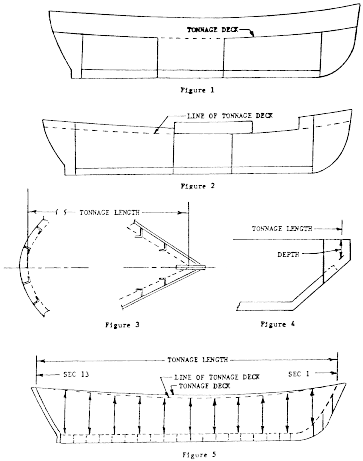 TONNAGE DECK
Figure 1
LINE OF TONNAGE DECK
Figure 2
TONNAGE LENGTH
Figure 3
TONNAGE LENGTH
DEPTH
Figure 4
TONNAGE LENGTH
SEC 13
SEC 1
LINE OF TONNAGE DECK
TONNAGE DECK
Figure 5